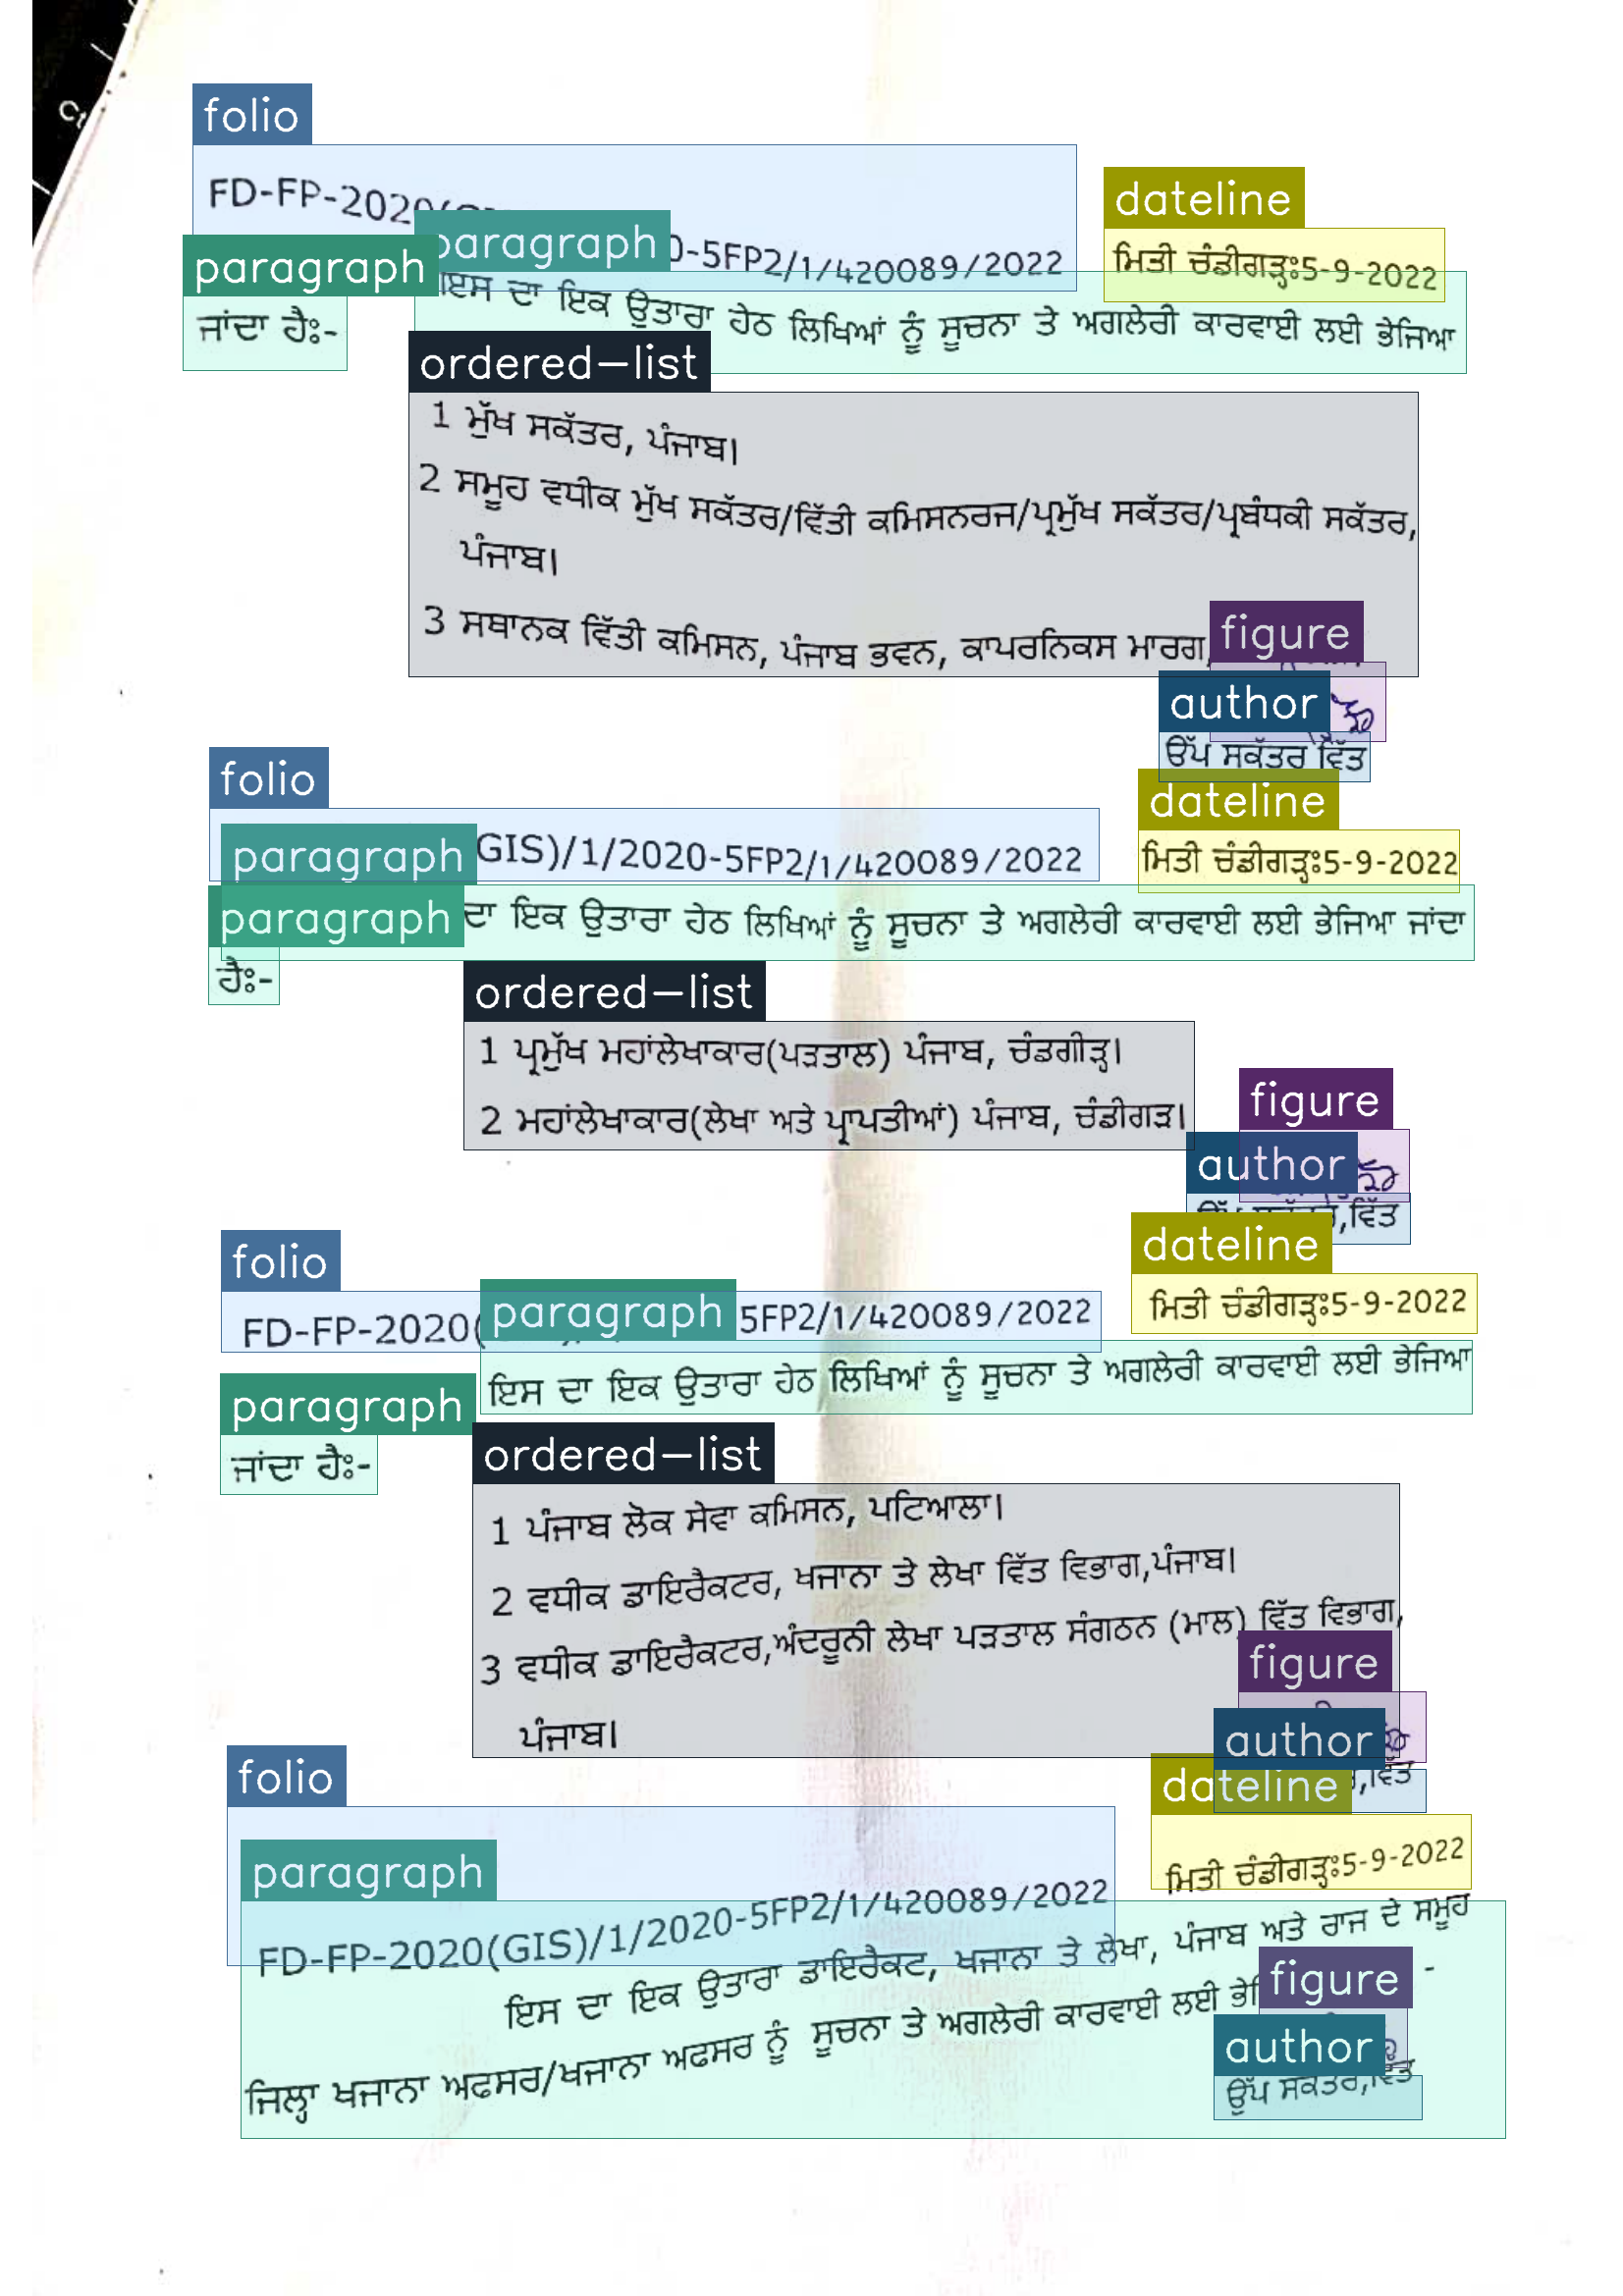 folio
FD-FP-2020
dateline
paragraph
0-5FP2/1/420089/2022
ਮਿਤੀ ਚੰਡੀਗੜ੍ਹਃ5-9-2022
paragraph
ਇਸ ਦਾ ਇਕ ਉਤਾਰਾ ਹੇਠ ਲਿਖਿਆਂ ਨੂੰ ਸੂਚਨਾ ਤੇ ਅਗਲੇਰੀ ਕਾਰਵਾਈ ਲਈ ਭੇਜਿਆ
ਜਾਂਦਾ ਹੈਃ-
ordered-list
1 ਮੁੱਖ ਸਕੱਤਰ, ਪੰਜਾਬ।
2 ਸਮੂਹ ਵਧੀਕ ਮੁੱਖ ਸਕੱਤਰ/ਵਿੱਤੀ ਕਮਿਸਨਰਜ/ਪ੍ਰਮੁੱਖ ਸਕੱਤਰ/ਪ੍ਰਬੰਧਕੀ ਸਕੱਤਰ,
ਪੰਜਾਬ।
3 ਸਥਾਨਕ ਵਿੱਤੀ ਕਮਿਸਨ, ਪੰਜਾਬ ਭਵਨ, ਕਾਪਰਨਿਕਸ ਮਾਰਗ,
figure
author
ਉੱਪ ਸਕੱਤਰ ਵਿੱਤ
folio
dateline
paragraph
GIS)/1/2020-5FP2/1/420089/2022
ਮਿਤੀ ਚੰਡੀਗੜ੍ਹਃ5-9-2022
paragraph
ਦਾ ਇਕ ਉਤਾਰਾ ਹੇਠ ਲਿਖਿਆਂ ਨੂੰ ਸੂਚਨਾ ਤੇ ਅਗਲੇਰੀ ਕਾਰਵਾਈ ਲਈ ਭੇਜਿਆ ਜਾਂਦਾ
ਹੈਃ-
ordered-list
1 ਪ੍ਰਮੁੱਖ ਮਹਾਂਲੇਖਾਕਾਰ(ਪੜਤਾਲ) ਪੰਜਾਬ, ਚੰਡਗੀੜ੍ਹ।
2 ਮਹਾਂਲੇਖਾਕਾਰ(ਲੇਖਾ ਅਤੇ ਪ੍ਰਾਪਤੀਆਂ) ਪੰਜਾਬ, ਚੰਡੀਗੜ।
figure
author
,ਵਿੱਤ
folio
dateline
paragraph
FD-FP-2020(
5FP2/1/420089/2022
ਮਿਤੀ ਚੰਡੀਗੜ੍ਹਃ5-9-2022
ਇਸ ਦਾ ਇਕ ਉਤਾਰਾ ਹੇਠ ਲਿਖਿਆਂ ਨੂੰ ਸੂਚਨਾ ਤੇ ਅਗਲੇਰੀ ਕਾਰਵਾਈ ਲਈ ਭੇਜਿਆ
paragraph
ਜਾਂਦਾ ਹੈਃ-
ordered-list
1 ਪੰਜਾਬ ਲੋਕ ਸੇਵਾ ਕਮਿਸਨ, ਪਟਿਆਲਾ।
2 ਵਧੀਕ ਡਾਇਰੈਕਟਰ, ਖਜਾਨਾ ਤੇ ਲੇਖਾ ਵਿੱਤ ਵਿਭਾਗ,ਪੰਜਾਬ।
3 ਵਧੀਕ ਡਾਇਰੈਕਟਰ,ਅੰਦਰੂਨੀ ਲੇਖਾ ਪੜਤਾਲ ਸੰਗਠਨ (ਮਾਲ) ਵਿੱਤ ਵਿਭਾਗ,
ਪੰਜਾਬ।
figure
author
,ਵਿੱਤ
folio
dateline
paragraph
ਮਿਤੀ ਚੰਡੀਗੜ੍ਹਃ5-9-2022
FD-FP-2020(GIS)/1/2020-5FP2/1/420089/2022
ਇਸ ਦਾ ਇਕ ਉਤਾਰਾ ਡਾਇਰੈਕਟ, ਖਜਾਨਾ ਤੇ ਲੇਖਾ, ਪੰਜਾਬ ਅਤੇ ਰਾਜ ਦੇ ਸਮੂਹ
ਜਿਲ੍ਹਾ ਖਜਾਨਾ ਅਫਸਰ/ਖਜਾਨਾ ਅਫਸਰ ਨੂੰ ਸੂਚਨਾ ਤੇ ਅਗਲੇਰੀ ਕਾਰਵਾਈ ਲਈ
figure
author
ਉੱਪ ਸਕੱਤਰ,ਵਿੱਤ